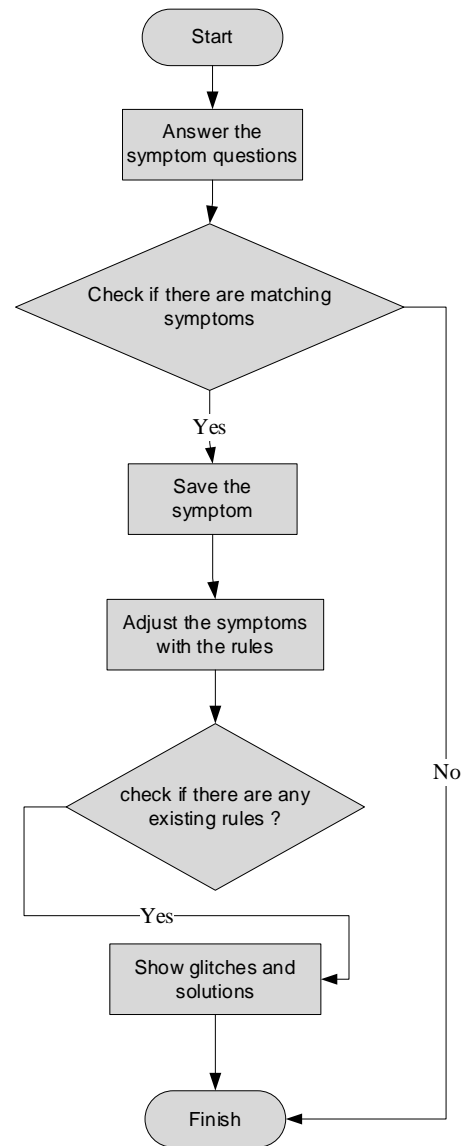 Start
Answer the
symptom questions
Check if there are matching
symptoms
Yes
Save the
symptom
Adjust the symptoms
with the rules
No
check if there are any
existing rules ?
Yes
Show glitches and
solutions
Finish